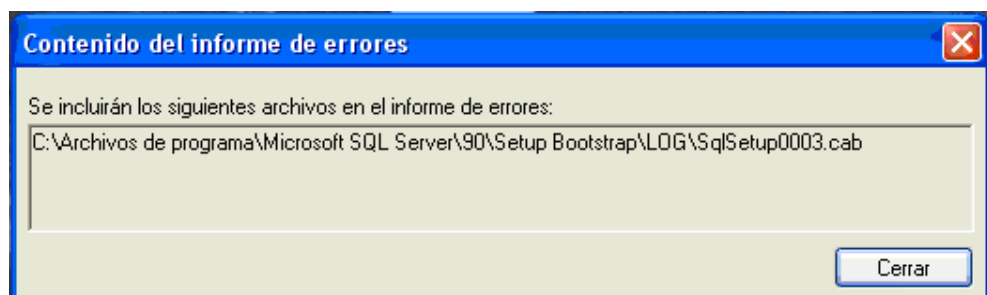 Contenido del informe de errores
Se incluirán los siguientes archivos en el informe de errores:
C:\Archivos de programa\Microsoft SQL Server\90\Setup Bootstrap\LOG\SqlSetup0003.cab
Cerrar